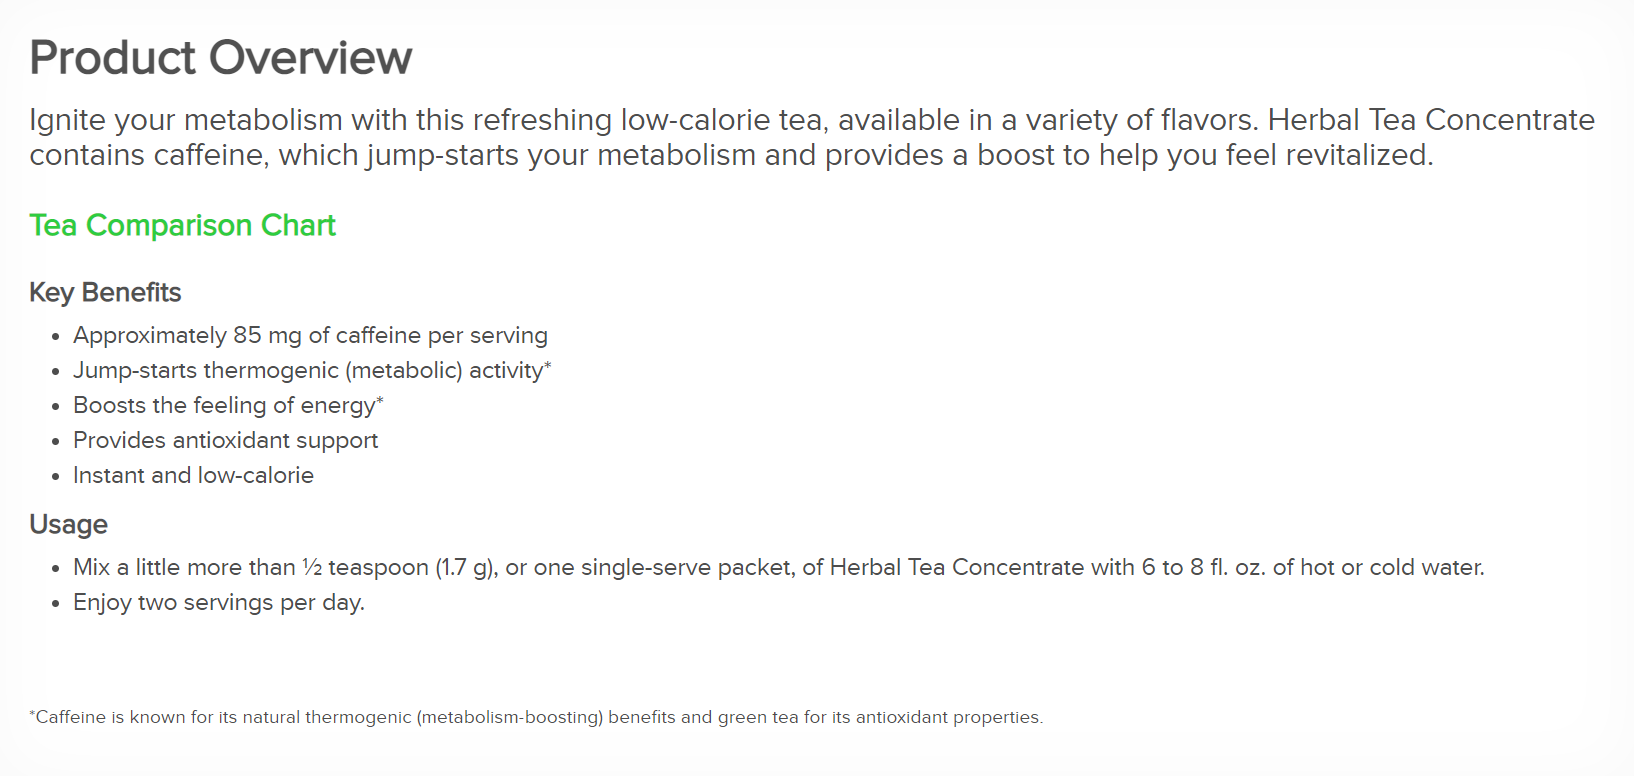 Product Overview
Ignite your metabolism with this refreshing low-calorie tea, available in a variety of flavors. Herbal Tea Concentrate
contains caffeine, which jump-starts your metabolism and provides a boost to help you feel revitalized.
Tea Comparison Chart
Key Benefits
• Approximately 85 mg of caffeine per serving
• Jump-starts thermogenic (metabolic) activity*
• Boosts the feeling of energy*
• Provides antioxidant support
• Instant and low-calorie
Usage
• Mix a little more than ½ teaspoon (1.7 g), or one single-serve packet, of Herbal Tea Concentrate with 6 to 8 fl. oz. of hot or cold water.
• Enjoy two servings per day.
*Caffeine is known for its natural thermogenic (metabolism-boosting) benefits and green tea for its antioxidant properties.